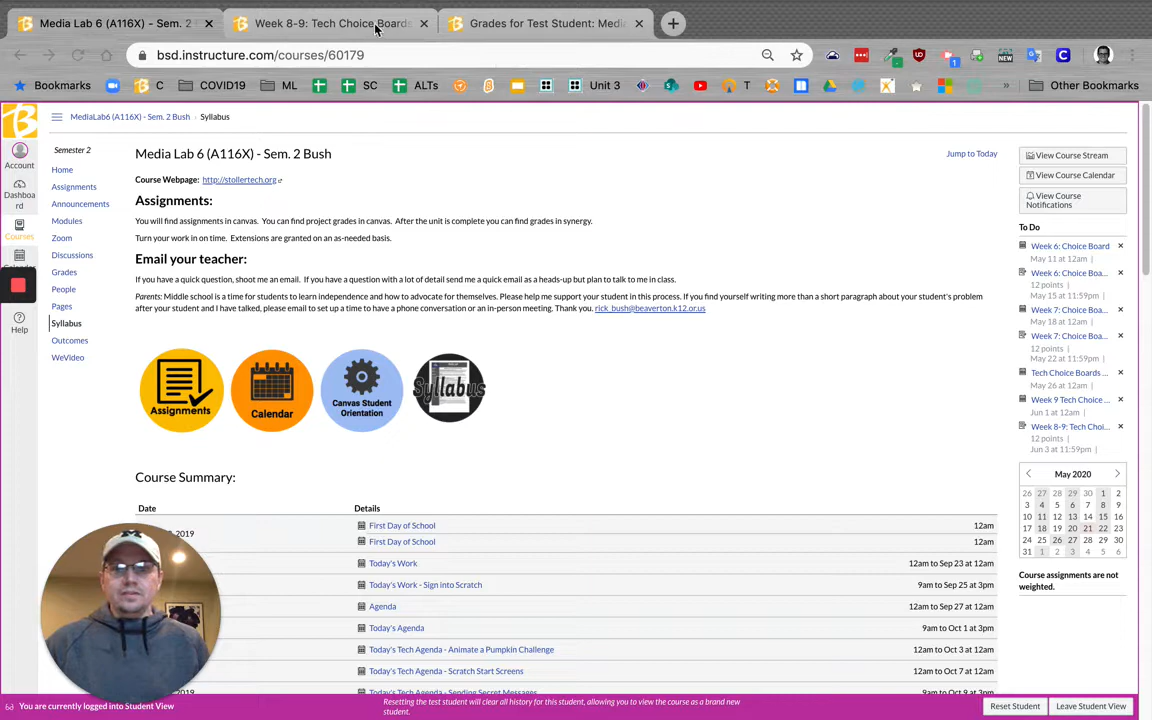 Media Lab 6 (A116X) - Sem. 2
Week 8-9: Tech Choice Boards
Grades for Test Student: Medi
bsd.instructure.com/courses/60179
Bookmarks
C
COVID19
ML
SC
ALTs
Unit 3
T
Other Bookmarks
MediaLab6 (A116X) - Sem. 2 Bush
Syllabus
Account
Dashboa
rd
Courses
Help
Semester 2
Home
Assignments
Announcements
Modules
Zoom
Discussions
Grades
People
Pages
Syllabus
Outcomes
WeVideo
Media Lab 6 (A116X) - Sem. 2 Bush
Jump to Today
Course Webpage: http://stollertech.org
Assignments:
You will find assignments in canvas. You can find project grades in canvas. After the unit is complete you can find grades in synergy.
Turn your work in on time. Extensions are granted on an as-needed basis.
Email your teacher:
If you have a quick question, shoot me an email. If you have a question with a lot of detail send me a quick email as a heads-up but plan to talk to me in class.
Parents: Middle school is a time for students to learn independence and how to advocate for themselves. Please help me support your student in this process. If you find yourself writing more than a short paragraph about your student's problem
after your student and I have talked, please email to set up a time to have a phone conversation or an in-person meeting. Thank you. rick_bush@beaverton.k12.or.us
Assignments
Calendar
Canvas Student
Orientation
Syllabus
Course Summary:
Date
Details
, 2019
First Day of School
12am
First Day of School
12am
Today's Work
12am to Sep 23 at 12am
Today's Work - Sign into Scratch
9am to Sep 25 at 3pm
Agenda
12am to Sep 27 at 12am
Today's Agenda
9am to Oct 1 at 3pm
Today's Tech Agenda - Animate a Pumpkin Challenge
12am to Oct 3 at 12am
Today's Tech Agenda - Scratch Start Screens
12am to Oct 7 at 12am
2019
Today's Tech Agenda - Sending Secret Messages
9am to Oct 9 at 3pm
View Course Stream
View Course Calendar
View Course
Notifications
To Do
Week 6: Choice Board
May 11 at 12am
Week 6: Choice Boa...
12 points
May 15 at 11:59pm
Week 7: Choice Boa...
May 18 at 12am
Week 7: Choice Boa...
12 points
May 22 at 11:59pm
Tech Choice Boards ...
May 26 at 12am
Week 9 Tech Choice ...
Jun 1 at 12am
Week 8-9: Tech Choi...
12 points
Jun 3 at 11:59pm
May 2020
26 27 28 29 30 1 2
3 4 5 6 7 8 9
10 11 12 13 14 15 16
17 18 19 20 21 22 23
24 25 26 27 28 29 30
31 1 2 3 4 5 6
Course assignments are not
weighted.
You are currently logged into Student View
Resetting the test student will clear all history for this student, allowing you to view the course as a brand new
student.
Reset Student
Leave Student View